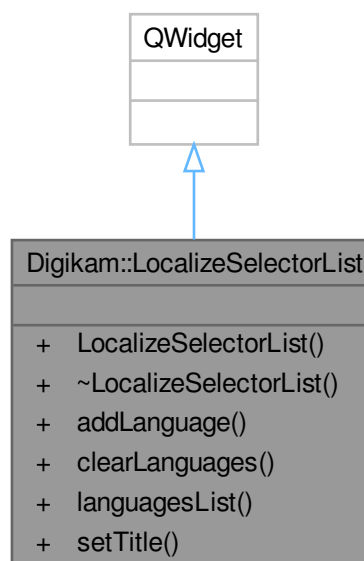 QWidget
Digikam::LocalizeSelectorList
+ LocalizeSelectorList()
+ ~LocalizeSelectorList()
+ addLanguage()
+ clearLanguages()
+ languagesList()
+ setTitle()